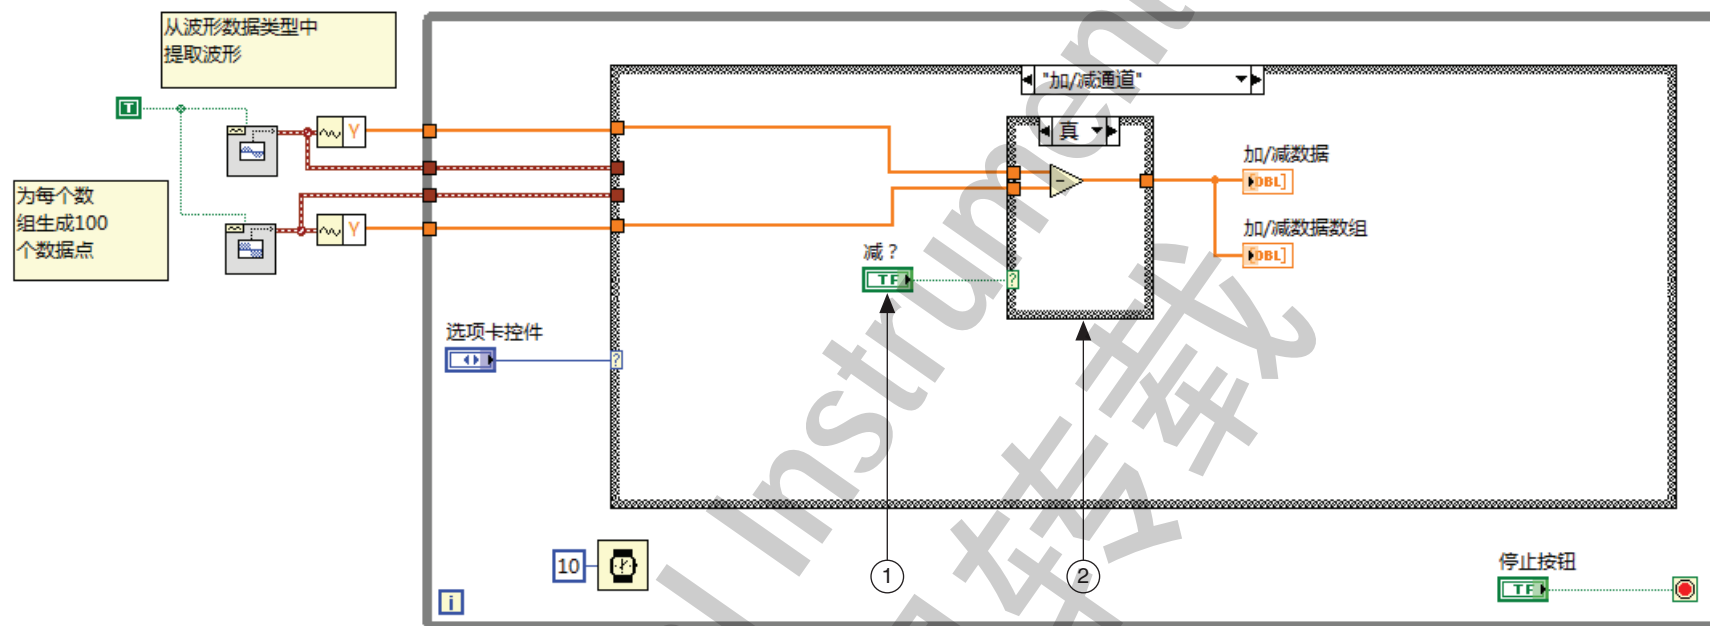 从波形数据类型中
提取波形
"加/减通道"
T
真
Y
加/减数据
DBL]
为每个数
组生成100
个数据点
Y
加/减数据数组
DBL]
减？
TF
?
选项卡控件
?
10
1
2
停止按钮
TF
i
l Instrument
转载